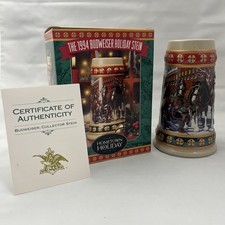 THE 1994 BUDWEISER HOLIDAY STEIN
HOMETOWN
HOLIDAY
CERTIFICATE OF
AUTHENTICITY
BUDWEISER COLLECTOR STEIN